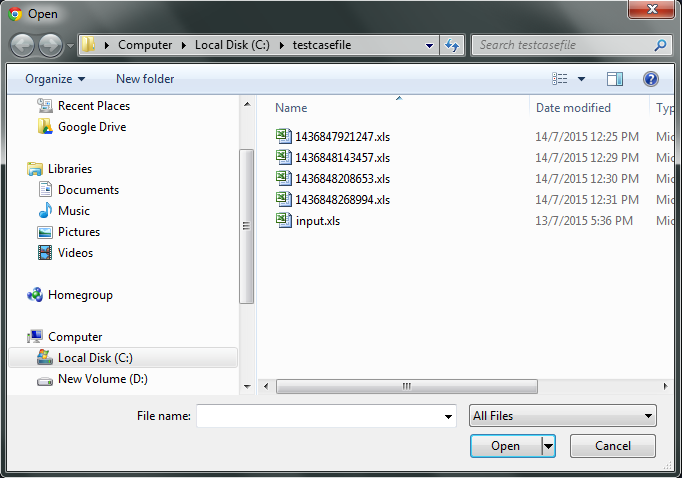 Open
Computer Local Disk (C:) testcasefile
Search testcasefile
Organize New folder
Recent Places
Google Drive
Libraries
Documents
Music
Pictures
Videos
Homegroup
Computer
Local Disk (C:)
New Volume (D:)
Name Date modified Typ
1436847921247.xls 14/7/2015 12:25 PM Mic
1436848143457.xls 14/7/2015 12:29 PM Mic
1436848208653.xls 14/7/2015 12:30 PM Mic
1436848268994.xls 14/7/2015 12:31 PM Mic
input.xls 13/7/2015 5:36 PM Mic
File name: All Files
Open Cancel